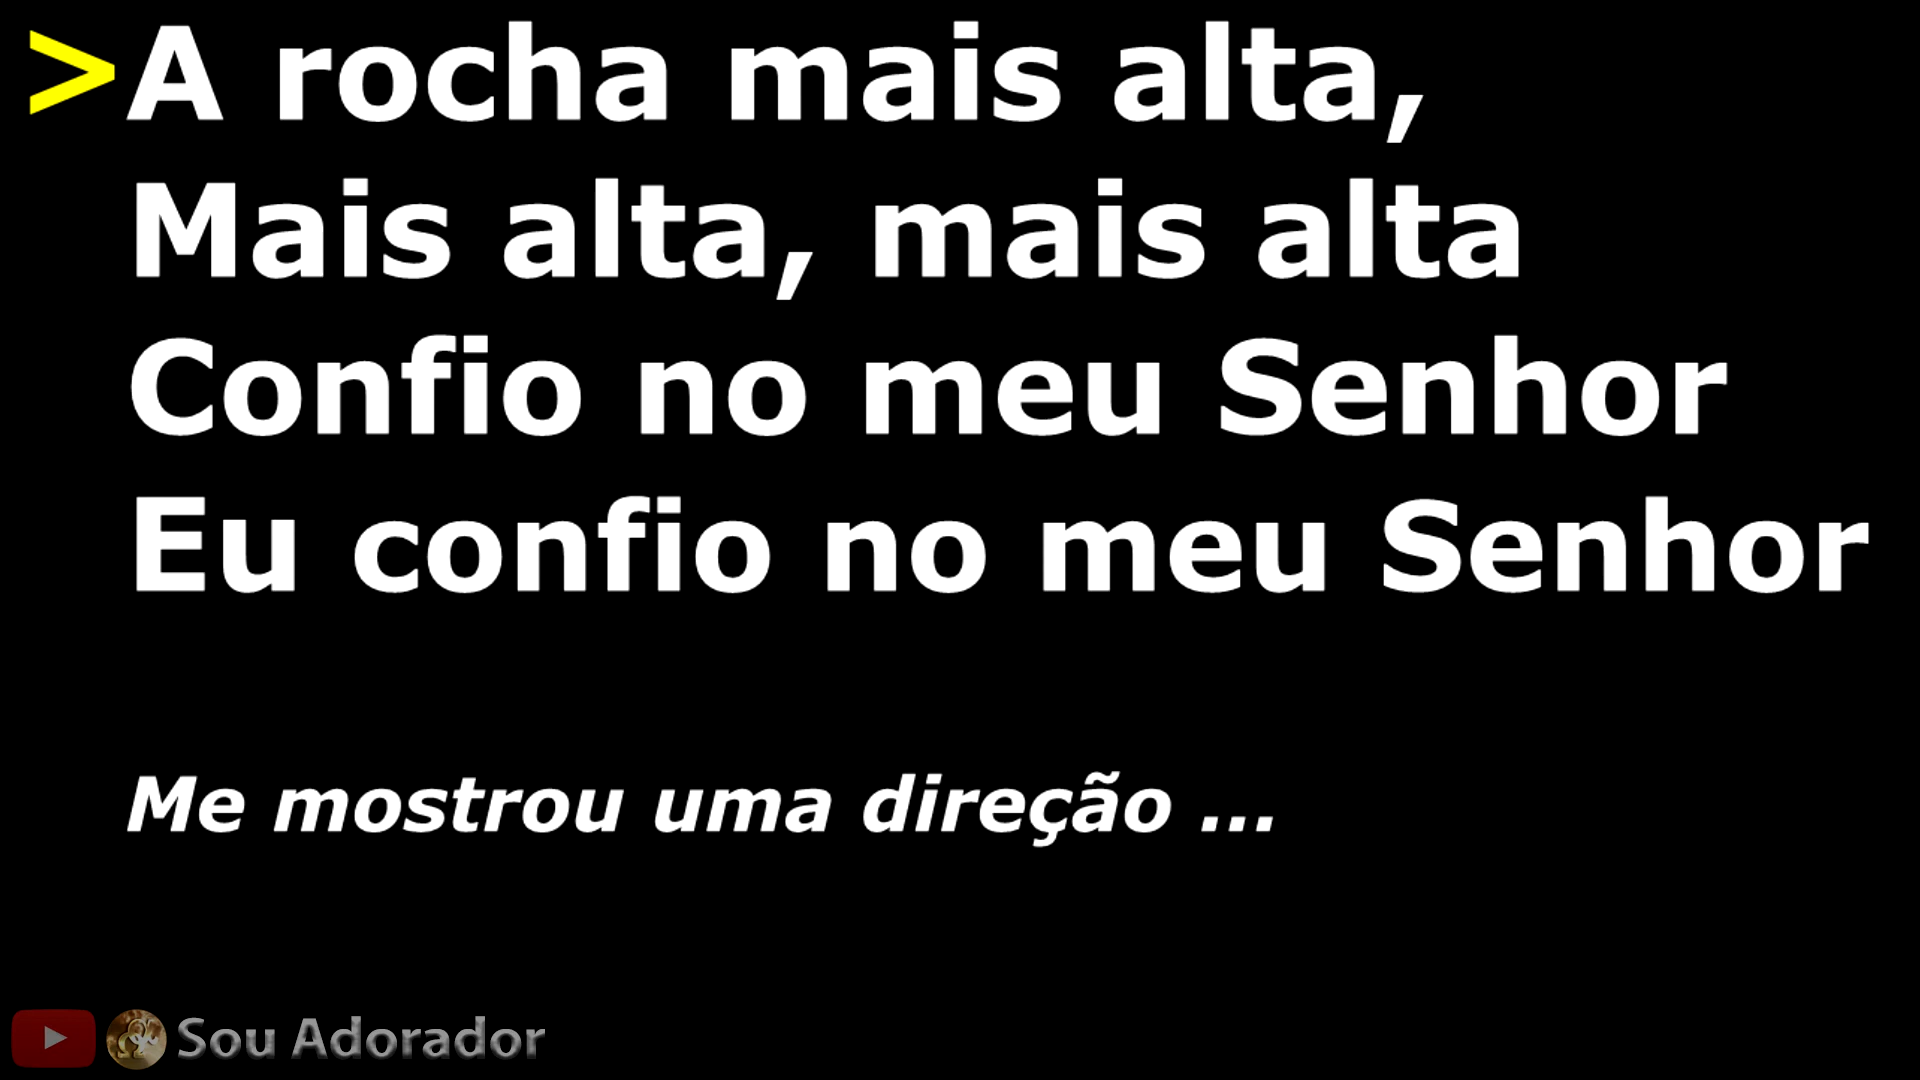 >A rocha mais alta,
Mais alta, mais alta
Confio no meu Senhor
Eu confio no meu Senhor
Me mostrou uma direção ...
Sou Adorador